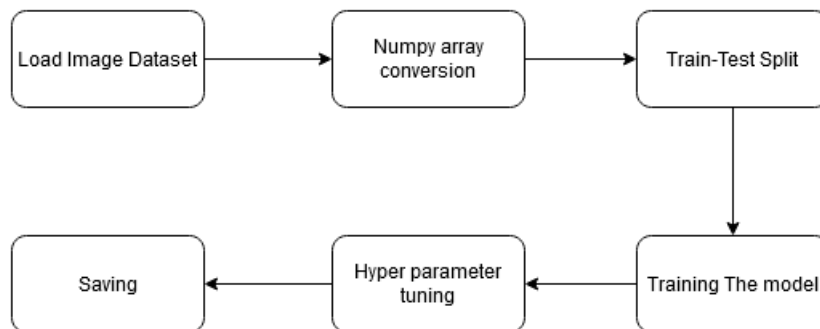 Load Image Dataset
Numpy array
conversion
Train-Test Split
Training The model
Hyper parameter
tuning
Saving